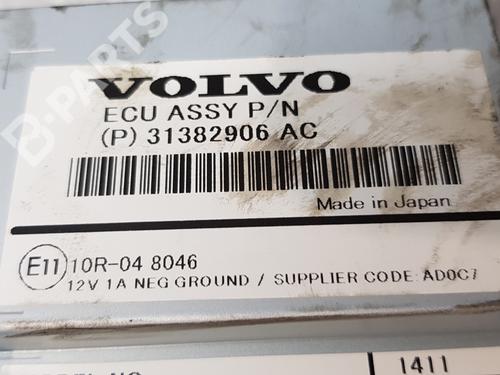 VOLVO
ECU ASSY P/N
(P) 31382906 AC
Made in Japan
E11 10R-04 8046
12V 1A NEG GROUND / SUPPLIER CODE: AD0C7
1411
B-PARTS